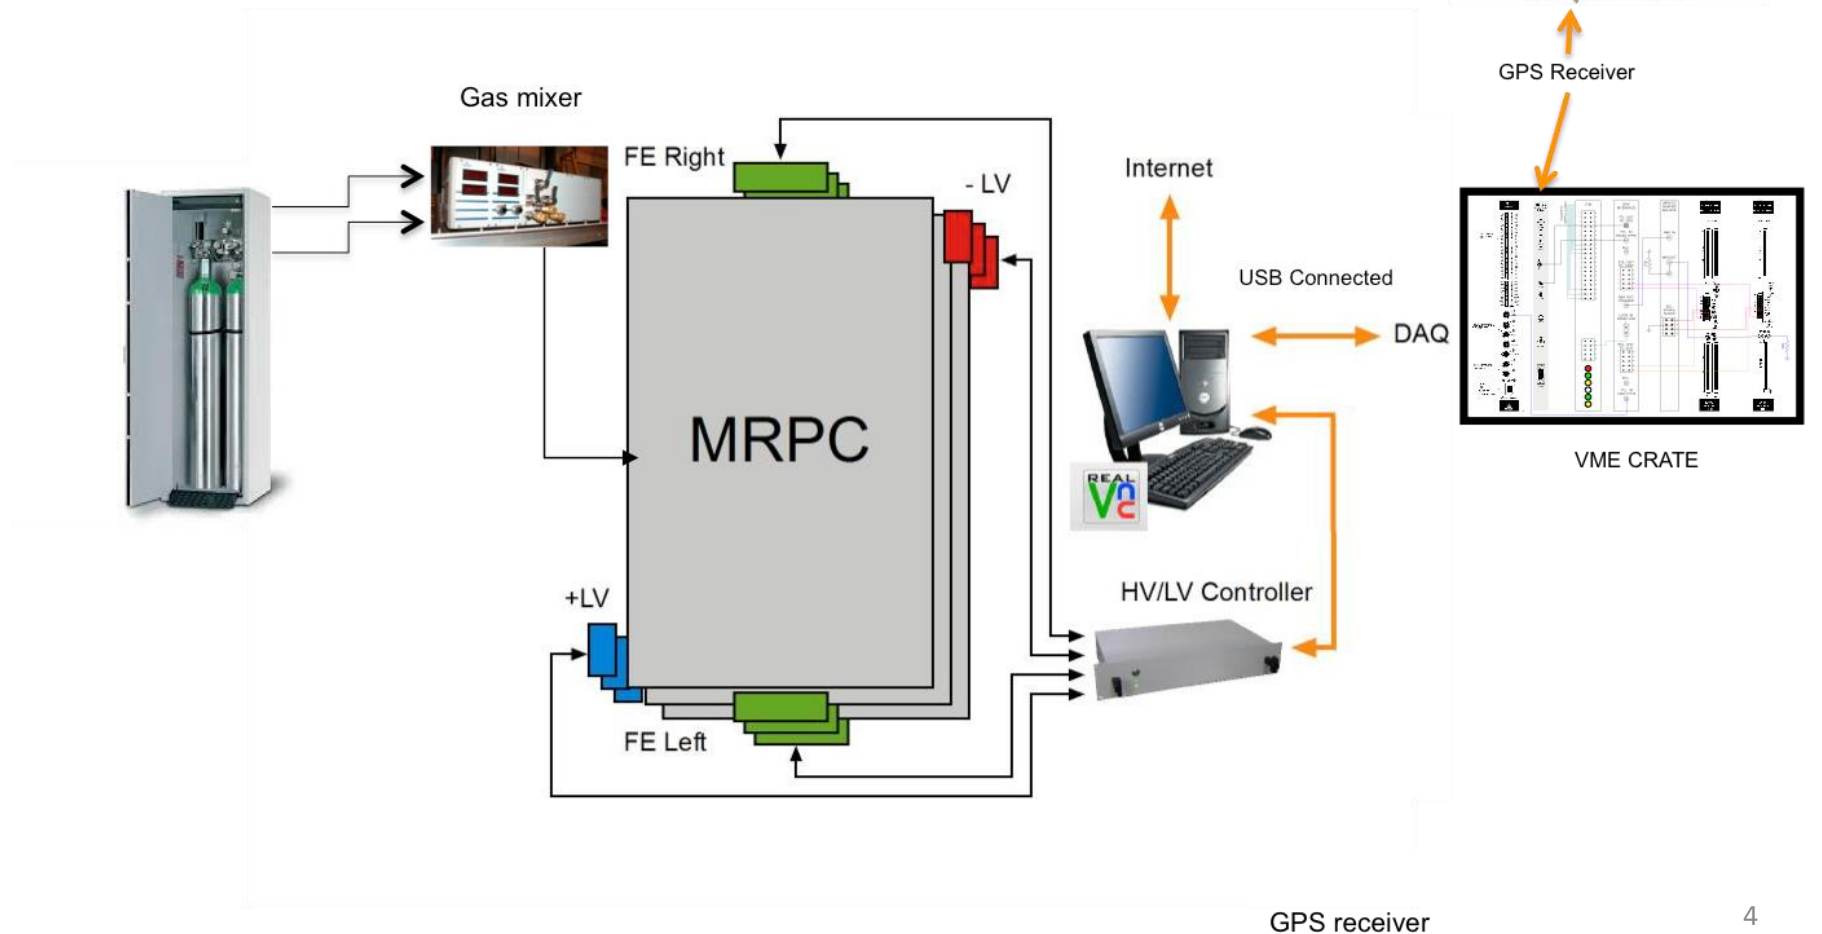 GPS Receiver
Gas mixer
FE Right
- LV
Internet
USB Connected
DAQ
MRPC
VME CRATE
REAL
Vnc
+LV
HV/LV Controller
FE Left
GPS receiver
4